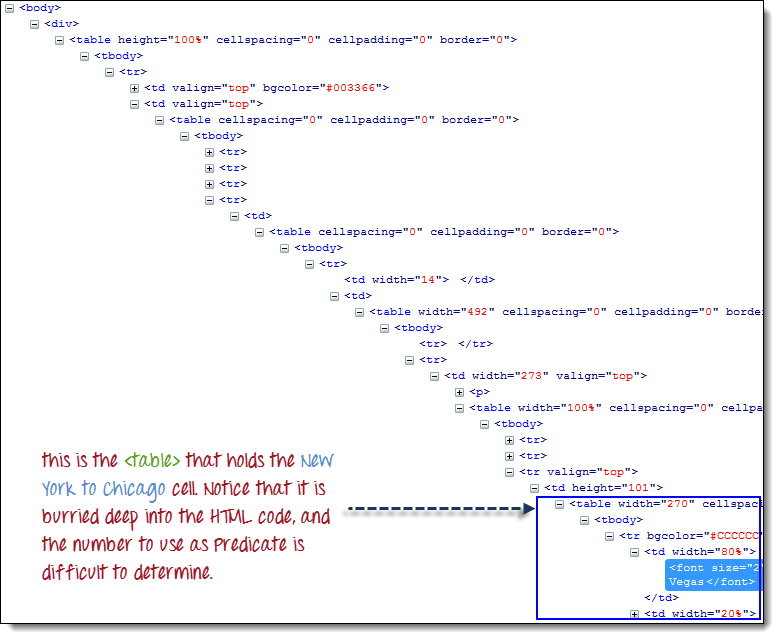 <body>
<div>
<table height="100%" cellspacing="0" cellpadding="0" border="0">
<tbody>
<tr>
<td valign="top" bgcolor="#003366">
<td valign="top">
<table cellspacing="0" cellpadding="0" border="0">
<tbody>
<tr>
<tr>
<tr>
<tr>
<td>
<table cellspacing="0" cellpadding="0" border="0">
<tbody>
<tr>
<td width="14"> </td>
<td>
<table width="492" cellspacing="0" cellpadding="0" borde
<tbody>
<tr> </tr>
<tr>
<td width="273" valign="top">
<p>
<table width="100%" cellspacing="0" cellpa
<tbody>
<tr>
<tr>
<tr valign="top">
<td height="101">
<table width="270" cellspaci
<tbody>
<tr bgcolor="#CCCCCC"
<td width="80%">
<font size="2"
Vegas</font>
</td>
<td width="20%">
this is the <table> that holds the New
York to Chicago cell. Notice that it is
burried deep into the HTML code, and
the number to use as Predicate is
difficult to determine.